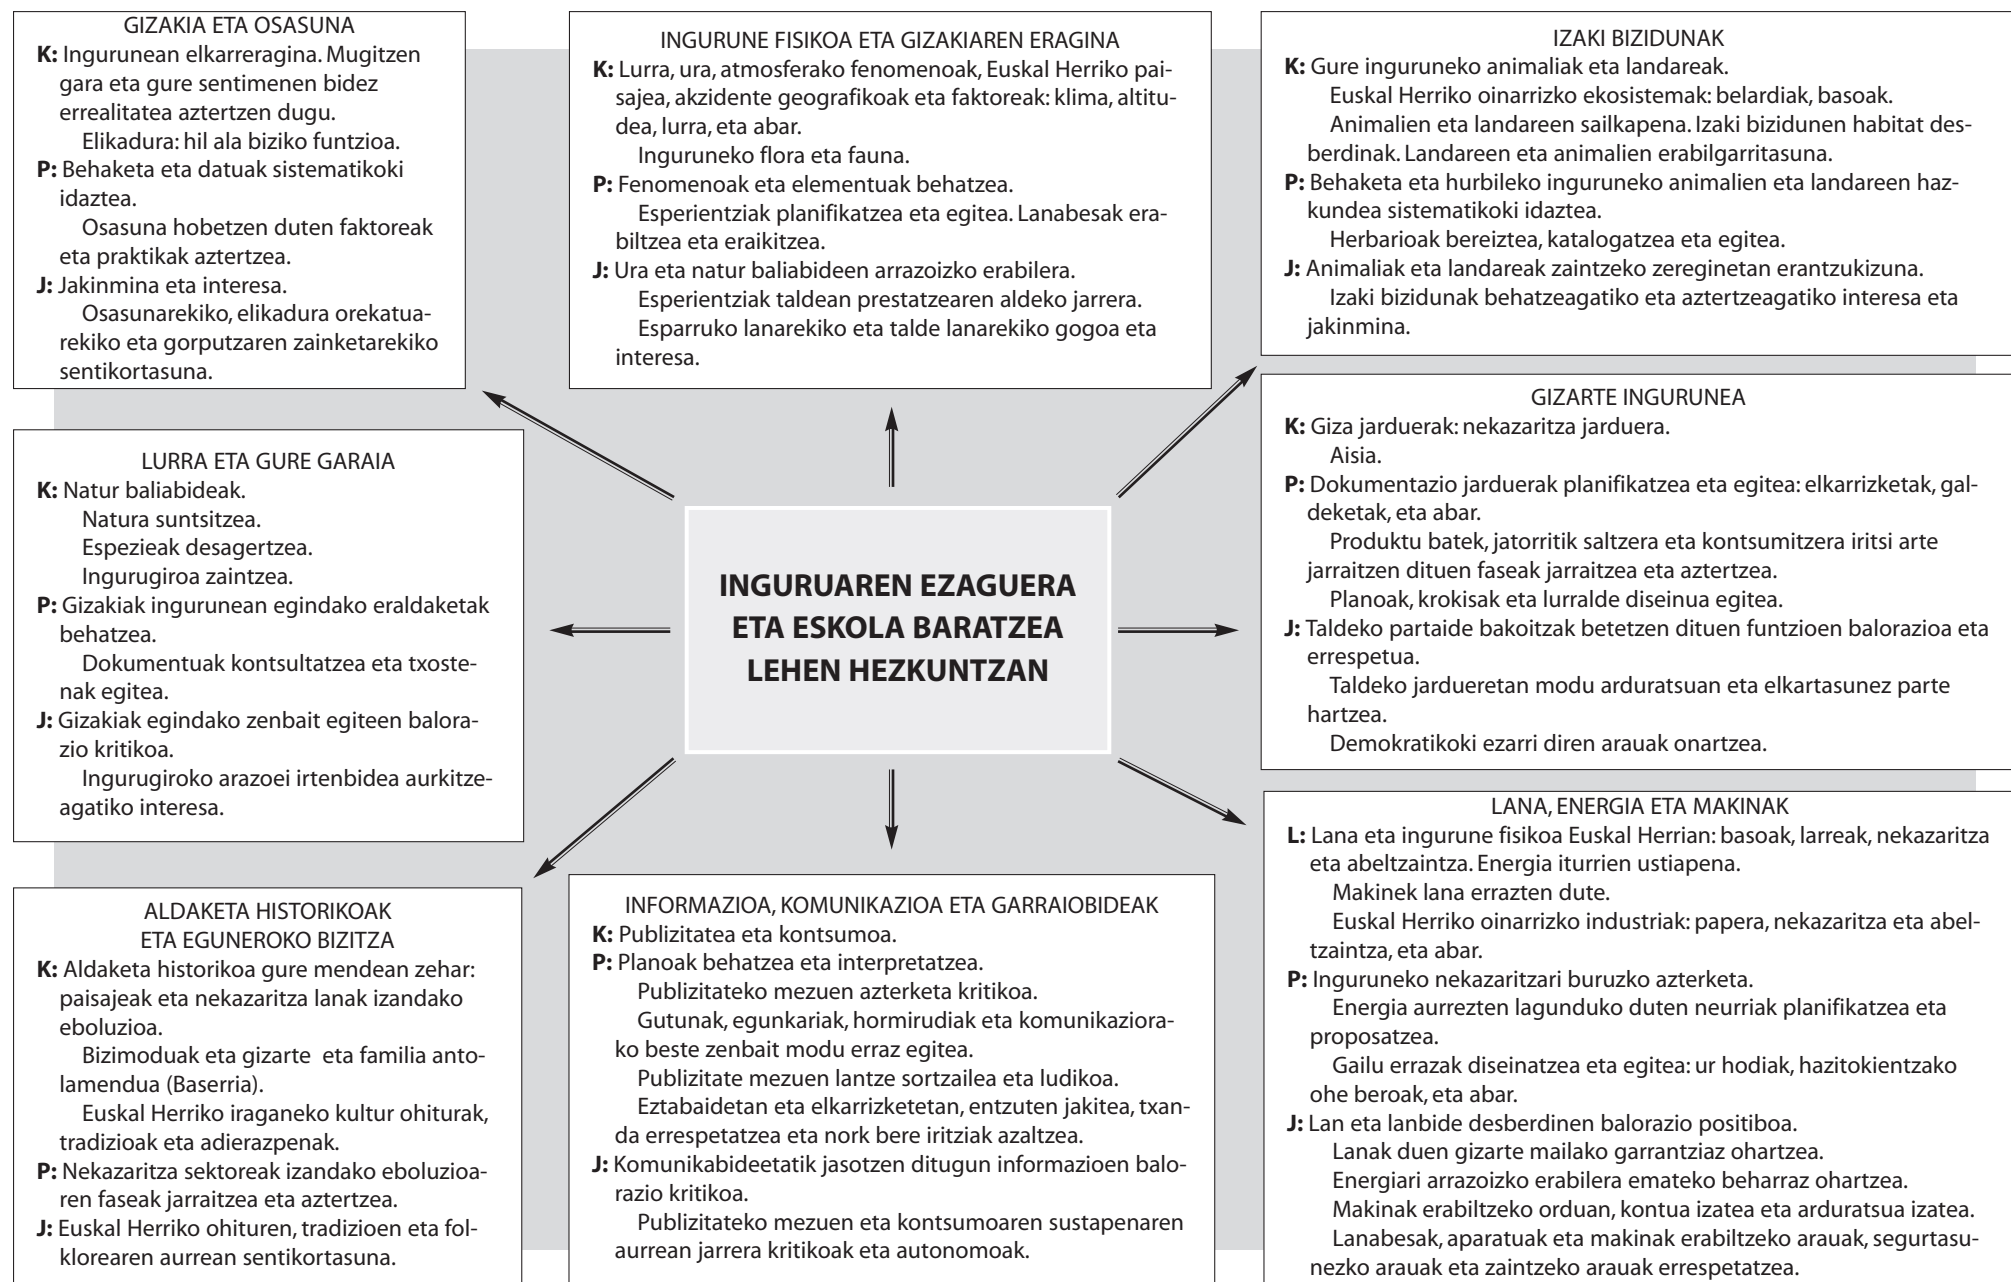 GIZAKIA ETA OSASUNA
K: Ingurunean elkarreragina. Mugitzen
gara eta gure sentimenen bidez
errealitatea aztertzen dugu.
Elikadura: hil ala biziko funtzioa.
P: Behaketa eta datuak sistematikoki
idaztea.
Osasuna hobetzen duten faktoreak
eta praktikak aztertzea.
J: Jakinmina eta interesa.
Osasunarekiko, elikadura orekatua-
rekiko eta gorputzaren zainketarekiko
sentikortasuna.
INGURUNE FISIKOA ETA GIZAKIAREN ERAGINA
K: Lurra, ura, atmosferako fenomenoak, Euskal Herriko pai-
sajea, akzidente geografikoak eta faktoreak: klima, altitu-
dea, lurra, eta abar.
Inguruneko flora eta fauna.
P: Fenomenoak eta elementuak behatzea.
Esperientziak planifikatzea eta egitea. Lanabesak era-
biltzea eta eraikitzea.
J: Ura eta natur baliabideen arrazoizko erabilera.
Esperientziak taldean prestatzearen aldeko jarrera.
Esparruko lanarekiko eta talde lanarekiko gogoa eta
interesa.
IZAKI BIZIDUNAK
K: Gure inguruneko animaliak eta landareak.
Euskal Herriko oinarrizko ekosistemak: belardiak, basoak.
Animalien eta landareen sailkapena. Izaki bizidunen habitat des-
berdinak. Landareen eta animalien erabilgarritasuna.
P: Behaketa eta hurbileko inguruneko animalien eta landareen haz-
kundea sistematikoki idaztea.
Herbarioak bereiztea, katalogatzea eta egitea.
J: Animaliak eta landareak zaintzeko zereginetan erantzukizuna.
Izaki bizidunak behatzeagatiko eta aztertzeagatiko interesa eta
jakinmina.
LURRA ETA GURE GARAIA
K: Natur baliabideak.
Natura suntsitzea.
Espezieak desagertzea.
Ingurugiroa zaintzea.
P: Gizakiak ingurunean egindako eraldaketak
behatzea.
Dokumentuak kontsultatzea eta txoste-
nak egitea.
J: Gizakiak egindako zenbait egiteen balora-
zio kritikoa.
Ingurugiroko arazoei irtenbidea aurkitze-
agatiko interesa.
INGURUAREN EZAGUERA
ETA ESKOLA BARATZEA
LEHEN HEZKUNTZAN
GIZARTE INGURUNEA
K: Giza jarduerak: nekazaritza jarduera.
Aisia.
P: Dokumentazio jarduerak planifikatzea eta egitea: elkarrizketak, gal-
deketak, eta abar.
Produktu batek, jatorritik saltzera eta kontsumitzera iritsi arte
jarraitzen dituen faseak jarraitzea eta aztertzea.
Planoak, krokisak eta lurralde diseinua egitea.
J: Taldeko partaide bakoitzak betetzen dituen funtzioen balorazioa eta
errespetua.
Taldeko jardueretan modu arduratsuan eta elkartasunez parte
hartzea.
Demokratikoki ezarri diren arauak onartzea.
ALDAKETA HISTORIKOAK
ETA EGUNEROKO BIZITZA
K: Aldaketa historikoa gure mendean zehar:
paisajeak eta nekazaritza lanak izandako
eboluzioa.
Bizimoduak eta gizarte eta familia anto-
lamendua (Baserria).
Euskal Herriko iraganeko kultur ohiturak,
tradizioak eta adierazpenak.
P: Nekazaritza sektoreak izandako eboluzioa-
ren faseak jarraitzea eta aztertzea.
J: Euskal Herriko ohituren, tradizioen eta fol-
klorearen aurrean sentikortasuna.
INFORMAZIOA, KOMUNIKAZIOA ETA GARRAIOBIDEAK
K: Publizitatea eta kontsumoa.
P: Planoak behatzea eta interpretatzea.
Publizitateko mezuen azterketa kritikoa.
Gutunak, egunkariak, hormirudiak eta komunikaziora-
ko beste zenbait modu erraz egitea.
Publizitate mezuen lantze sortzailea eta ludikoa.
Eztabaidetan eta elkarrizketetan, entzuten jakitea, txan-
da errespetatzea eta nork bere iritziak azaltzea.
J: Komunikabideetatik jasotzen ditugun informazioen balo-
razio kritikoa.
Publizitateko mezuen eta kontsumoaren sustapenaren
aurrean jarrera kritikoak eta autonomoak.
LANA, ENERGIA ETA MAKINAK
L: Lana eta ingurune fisikoa Euskal Herrian: basoak, larreak, nekazaritza
eta abeltzaintza. Energia iturrien ustiapena.
Makinek lana errazten dute.
Euskal Herriko oinarrizko industriak: papera, nekazaritza eta abel-
tzaintza, eta abar.
P: Inguruneko nekazaritzari buruzko azterketa.
Energia aurrezten lagunduko duten neurriak planifikatzea eta
proposatzea.
Gailu errazak diseinatzea eta egitea: ur hodiak, hazitokientzako
ohe beroak, eta abar.
J: Lan eta lanbide desberdinen balorazio positiboa.
Lanak duen gizarte mailako garrantziaz ohartzea.
Energiari arrazoizko erabilera emateko beharraz ohartzea.
Makinak erabiltzeko orduan, kontua izatea eta arduratsua izatea.
Lanabesak, aparatuak eta makinak erabiltzeko arauak, segurtasu-
nezko arauak eta zaintzeko arauak errespetatzea.